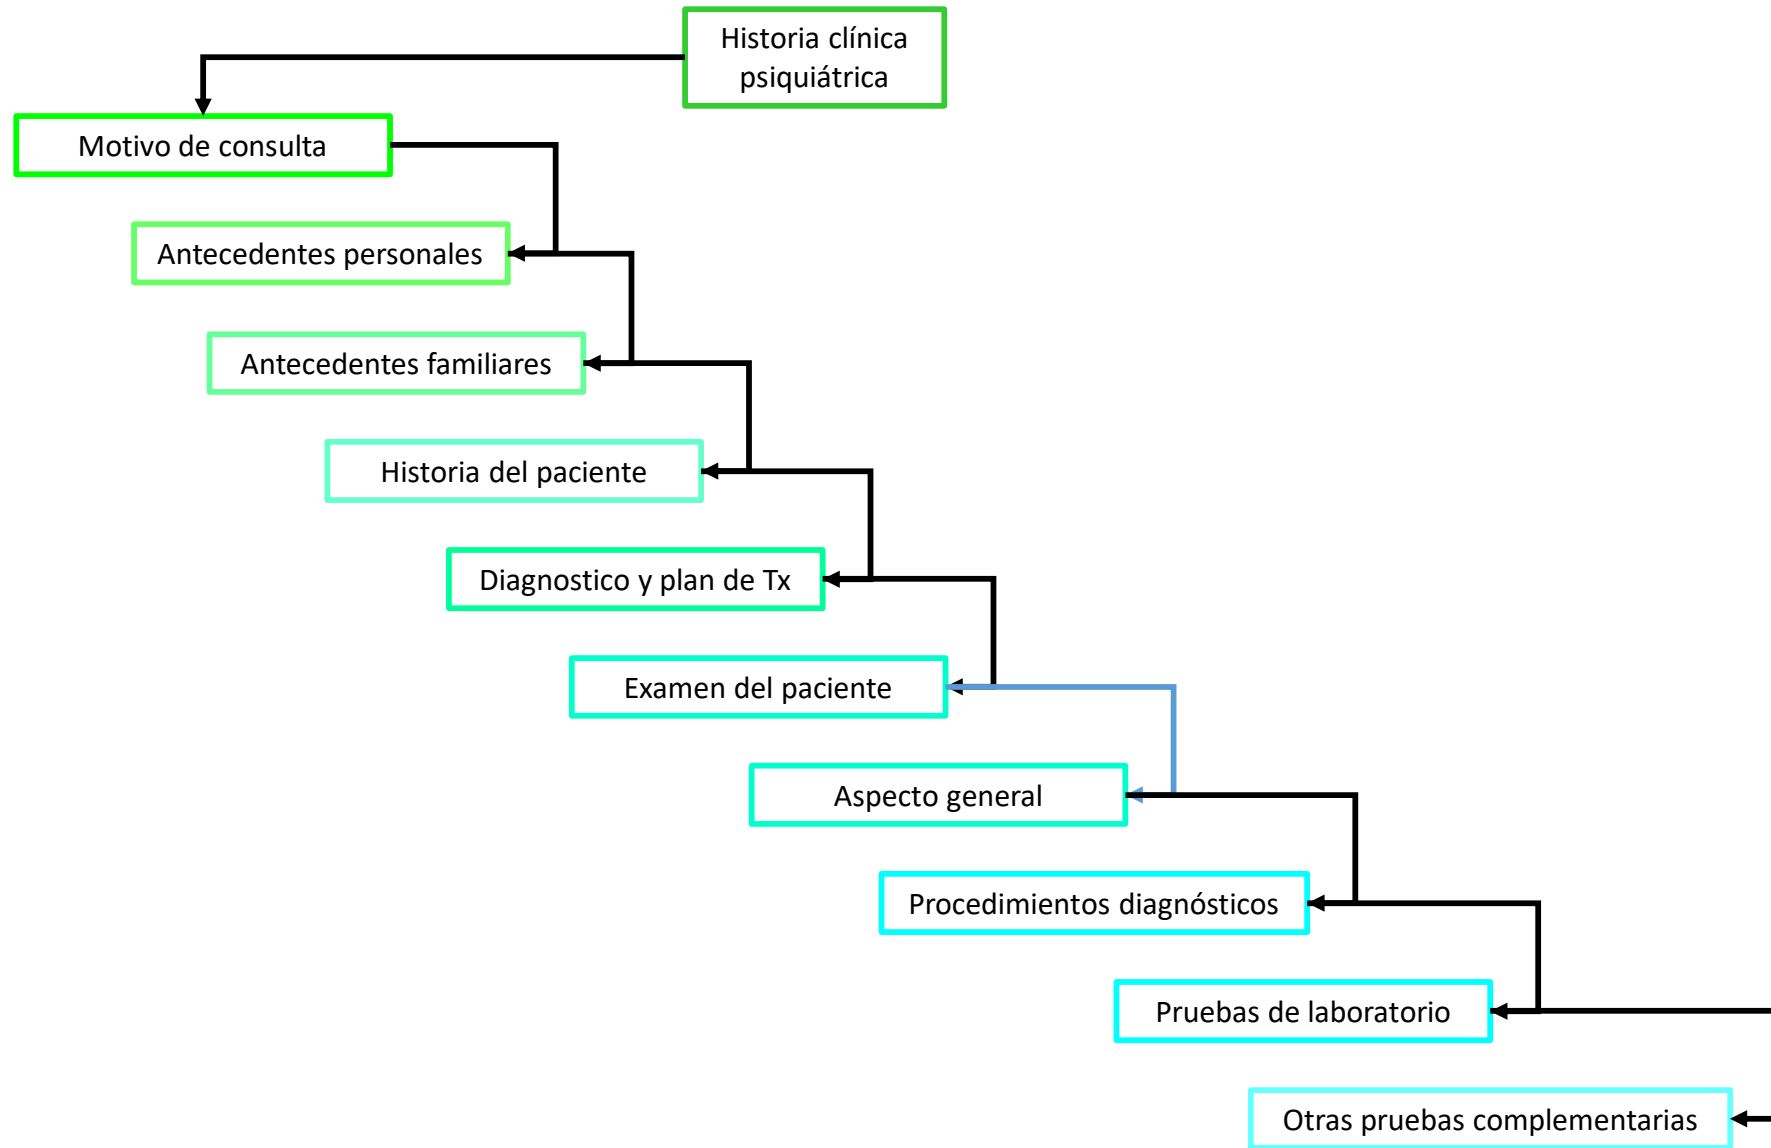 Historia clínica
psiquiátrica
Motivo de consulta
Antecedentes personales
Antecedentes familiares
Historia del paciente
Diagnostico y plan de Tx
Examen del paciente
Aspecto general
Procedimientos diagnósticos
Pruebas de laboratorio
Otras pruebas complementarias